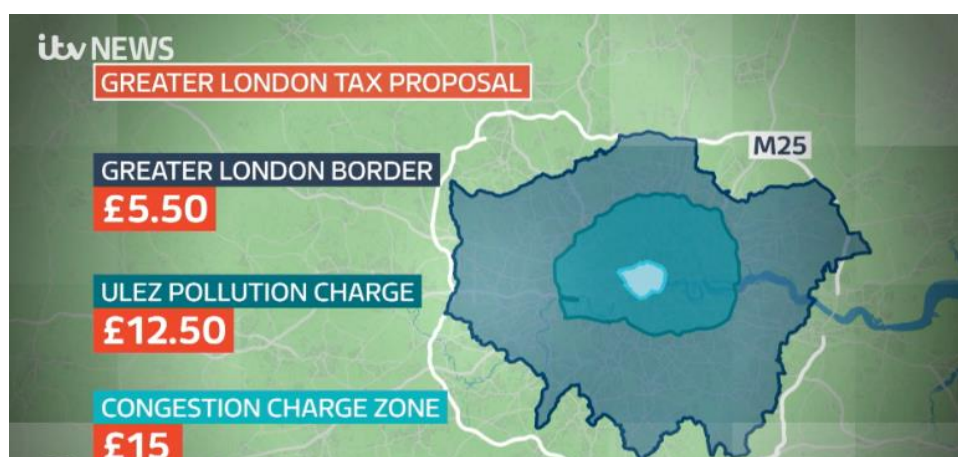 itv NEWS
GREATER LONDON TAX PROPOSAL
M25
GREATER LONDON BORDER
£5.50
ULEZ POLLUTION CHARGE
£12.50
CONGESTION CHARGE ZONE
£15